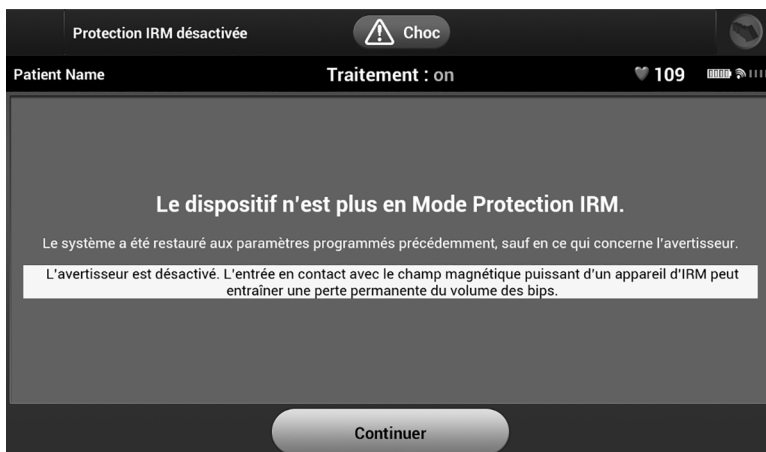 Protection IRM désactivée
Choc
Patient Name
Traitement : on
109
Le dispositif n'est plus en Mode Protection IRM.
Le système a été restauré aux paramètres programmés précédemment, sauf en ce qui concerne l'avertisseur.
L'avertisseur est désactivé. L'entrée en contact avec le champ magnétique puissant d'un appareil d'IRM peut
entraîner une perte permanente du volume des bips.
Continuer